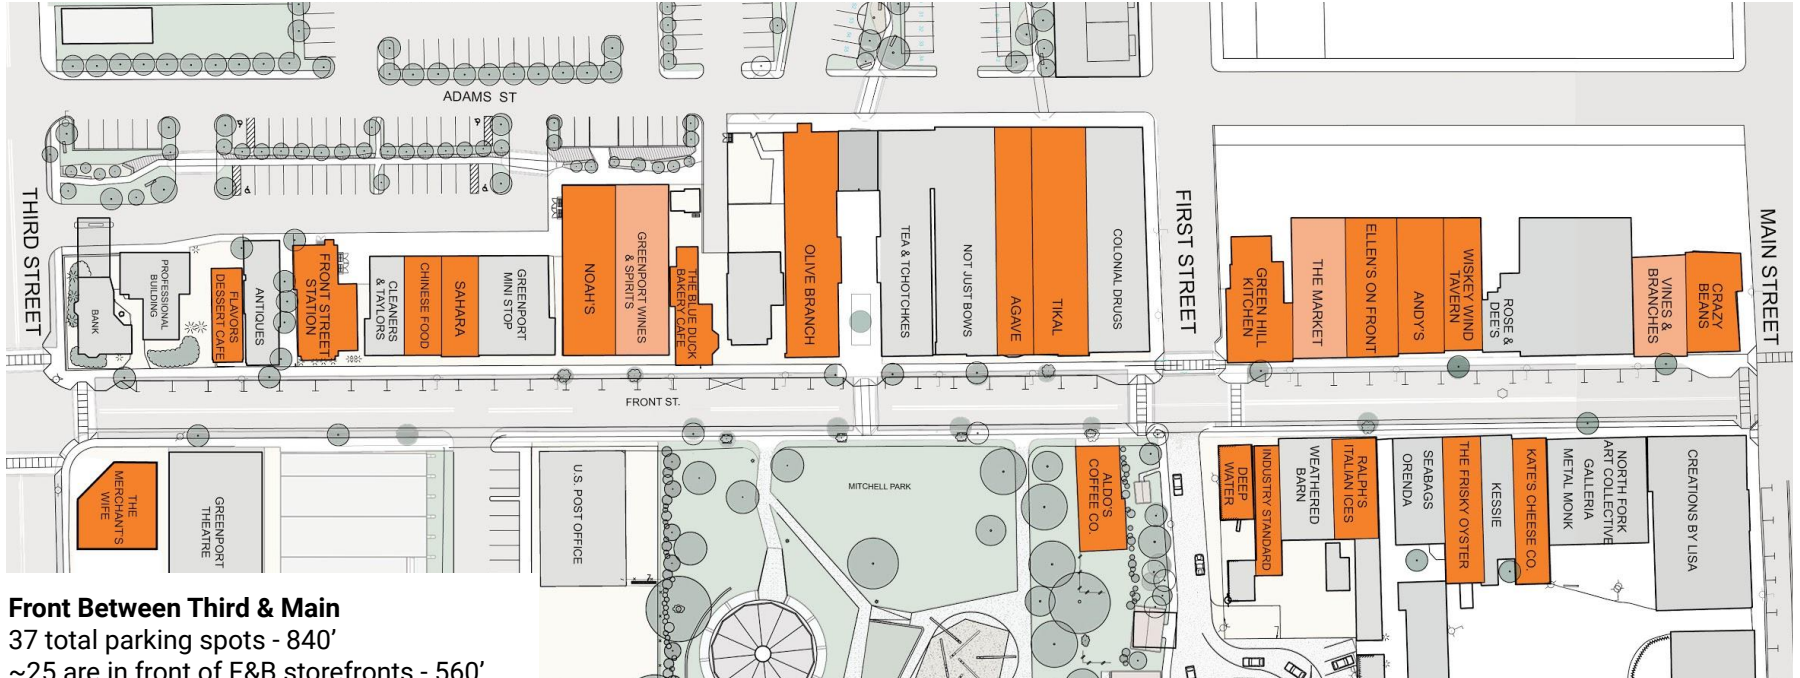 ADAMS ST
THIRD STREET
FIRST STREET
MAIN STREET
BANK
PROFESSIONAL
BUILDING
FLAVORS
DESSERT CAFE
ANTIQUES
FRONT STREET
STATION
CLEANERS
& TAYLORS
CHINESE FOOD
SAHARA
GREENPORT
MINI STOP
NOAH'S
GREENPORT WINES
& SPIRITS
THE BLUE DUCK
BAKERY CAFE
OLIVE BRANCH
TEA & TCHOTCHKES
NOT JUST BOWS
AGAVE
TIKAL
COLONIAL DRUGS
GREEN HILL
KITCHEN
THE MARKET
ELLEN'S ON FRONT
ANDY'S
WISKEY WIND
TAVERN
ROSE &
DEE'S
VINES &
BRANCHES
CRAZY
BEANS
FRONT ST.
THE
MERCHANT'S
WIFE
GREENPORT
THEATRE
U.S. POST OFFICE
MITCHELL PARK
ALDO'S
COFFEE CO.
DEEP
WATER
INDUSTRY STANDARD
WEATHERED
BARN
RALPH'S
ITALIAN ICES
SEABAGS
ORENDA
THE FRISKY OYSTER
KESSIE
KATE'S CHEESE CO.
NORTH FORK
ART COLLECTIVE
GALLERIA
METAL MONK
CREATIONS BY LISA
Front Between Third & Main
37 total parking spots - 840’
~25 are in front of F&B storefronts - 560’